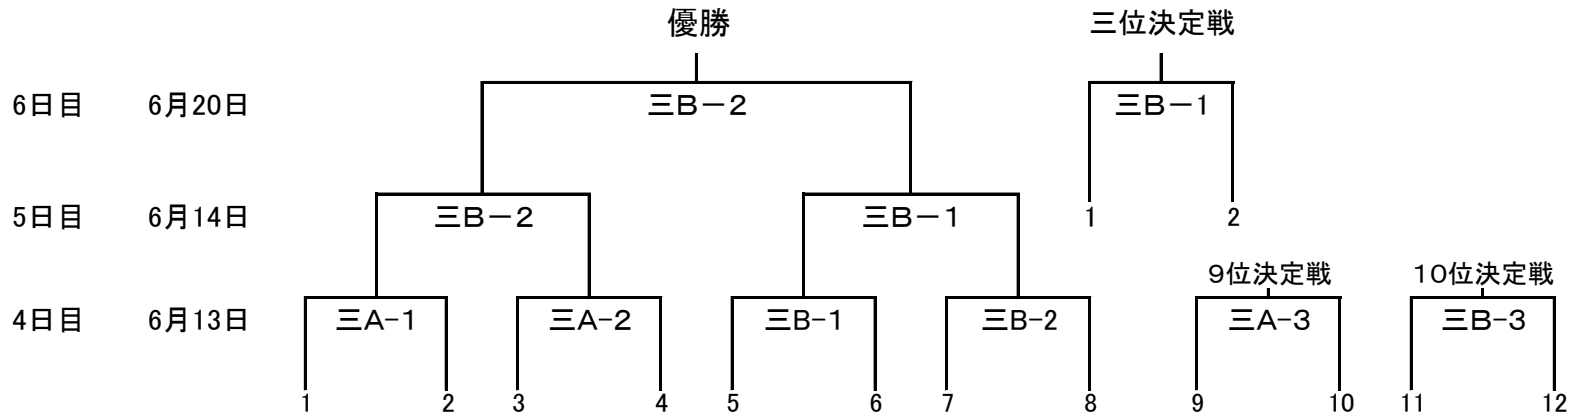 優勝 三位決定戦
6日目 6月20日 三B－2 三B－1
5日目 6月14日 三B－2 三B－1 1 2
9位決定戦 10位決定戦
4日目 6月13日 三A-1 三A-2 三B-1 三B-2 三A-3 三B-3
1 2 3 4 5 6 7 8 9 10 11 12